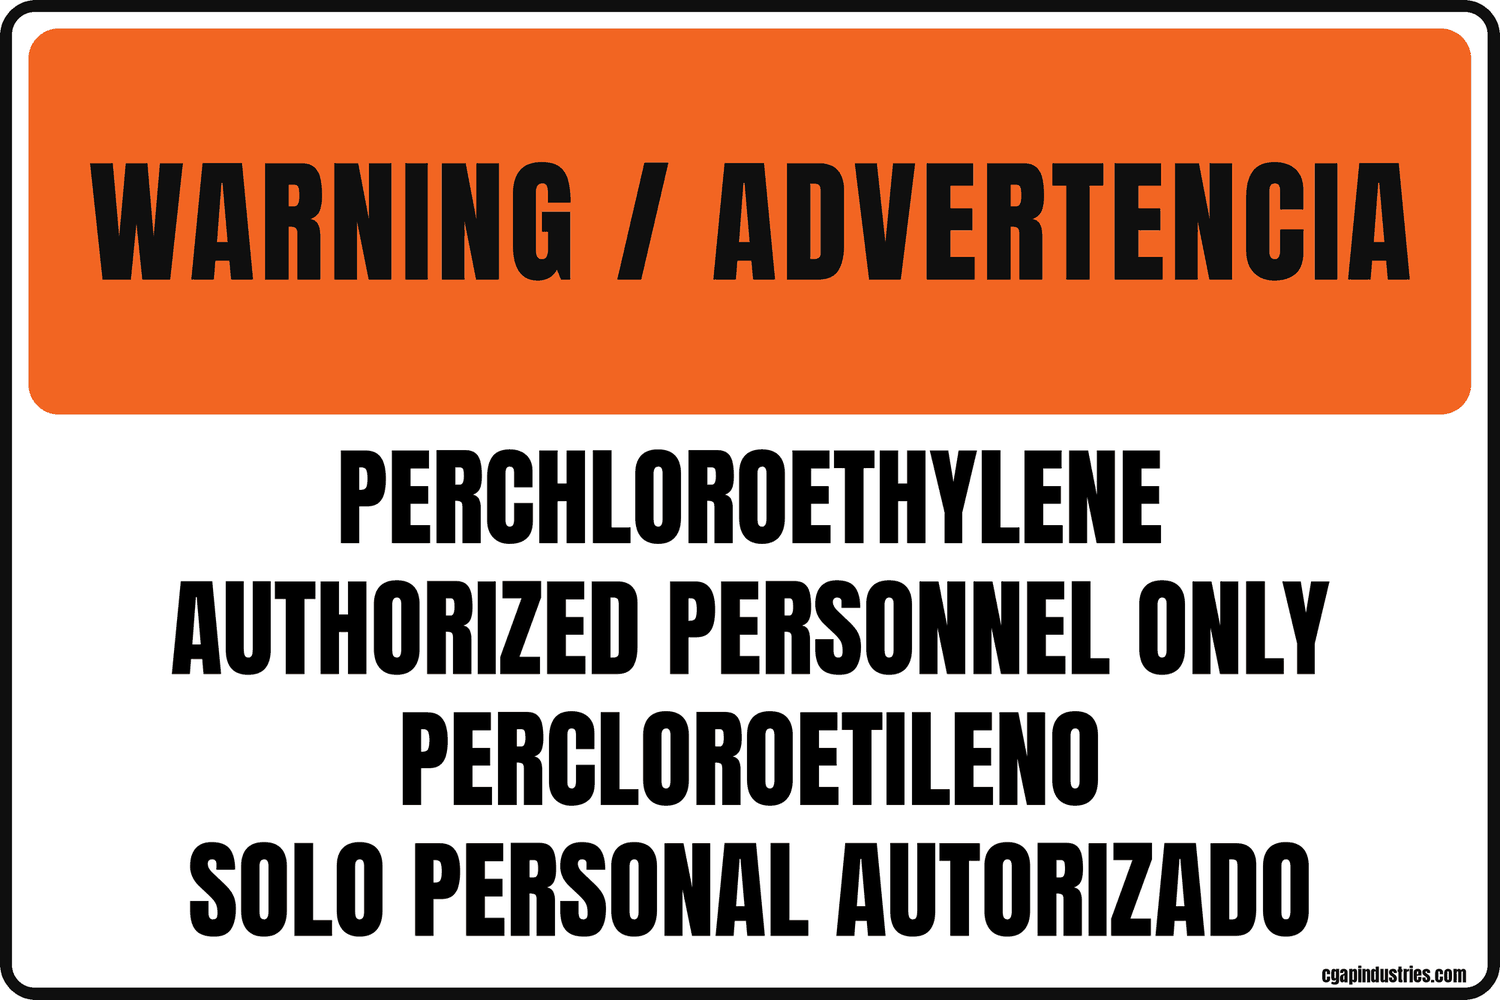 WARNING / ADVERTENCIA
PERCHLOROETHYLENE
AUTHORIZED PERSONNEL ONLY
PERCLOROETILENO
SOLO PERSONAL AUTORIZADO
cgapindustries.com